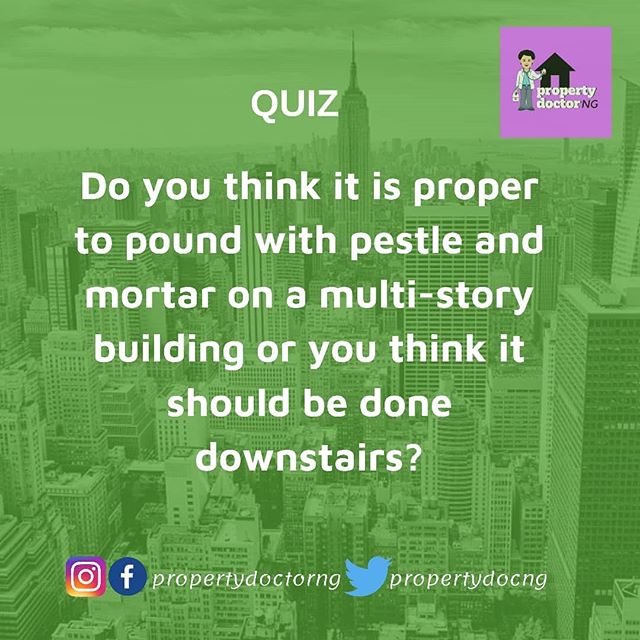 property
doctor NG
QUIZ
Do you think it is proper
to pound with pestle and
mortar on a multi-story
building or you think it
should be done
downstairs?
propertydoctorng propertydocng